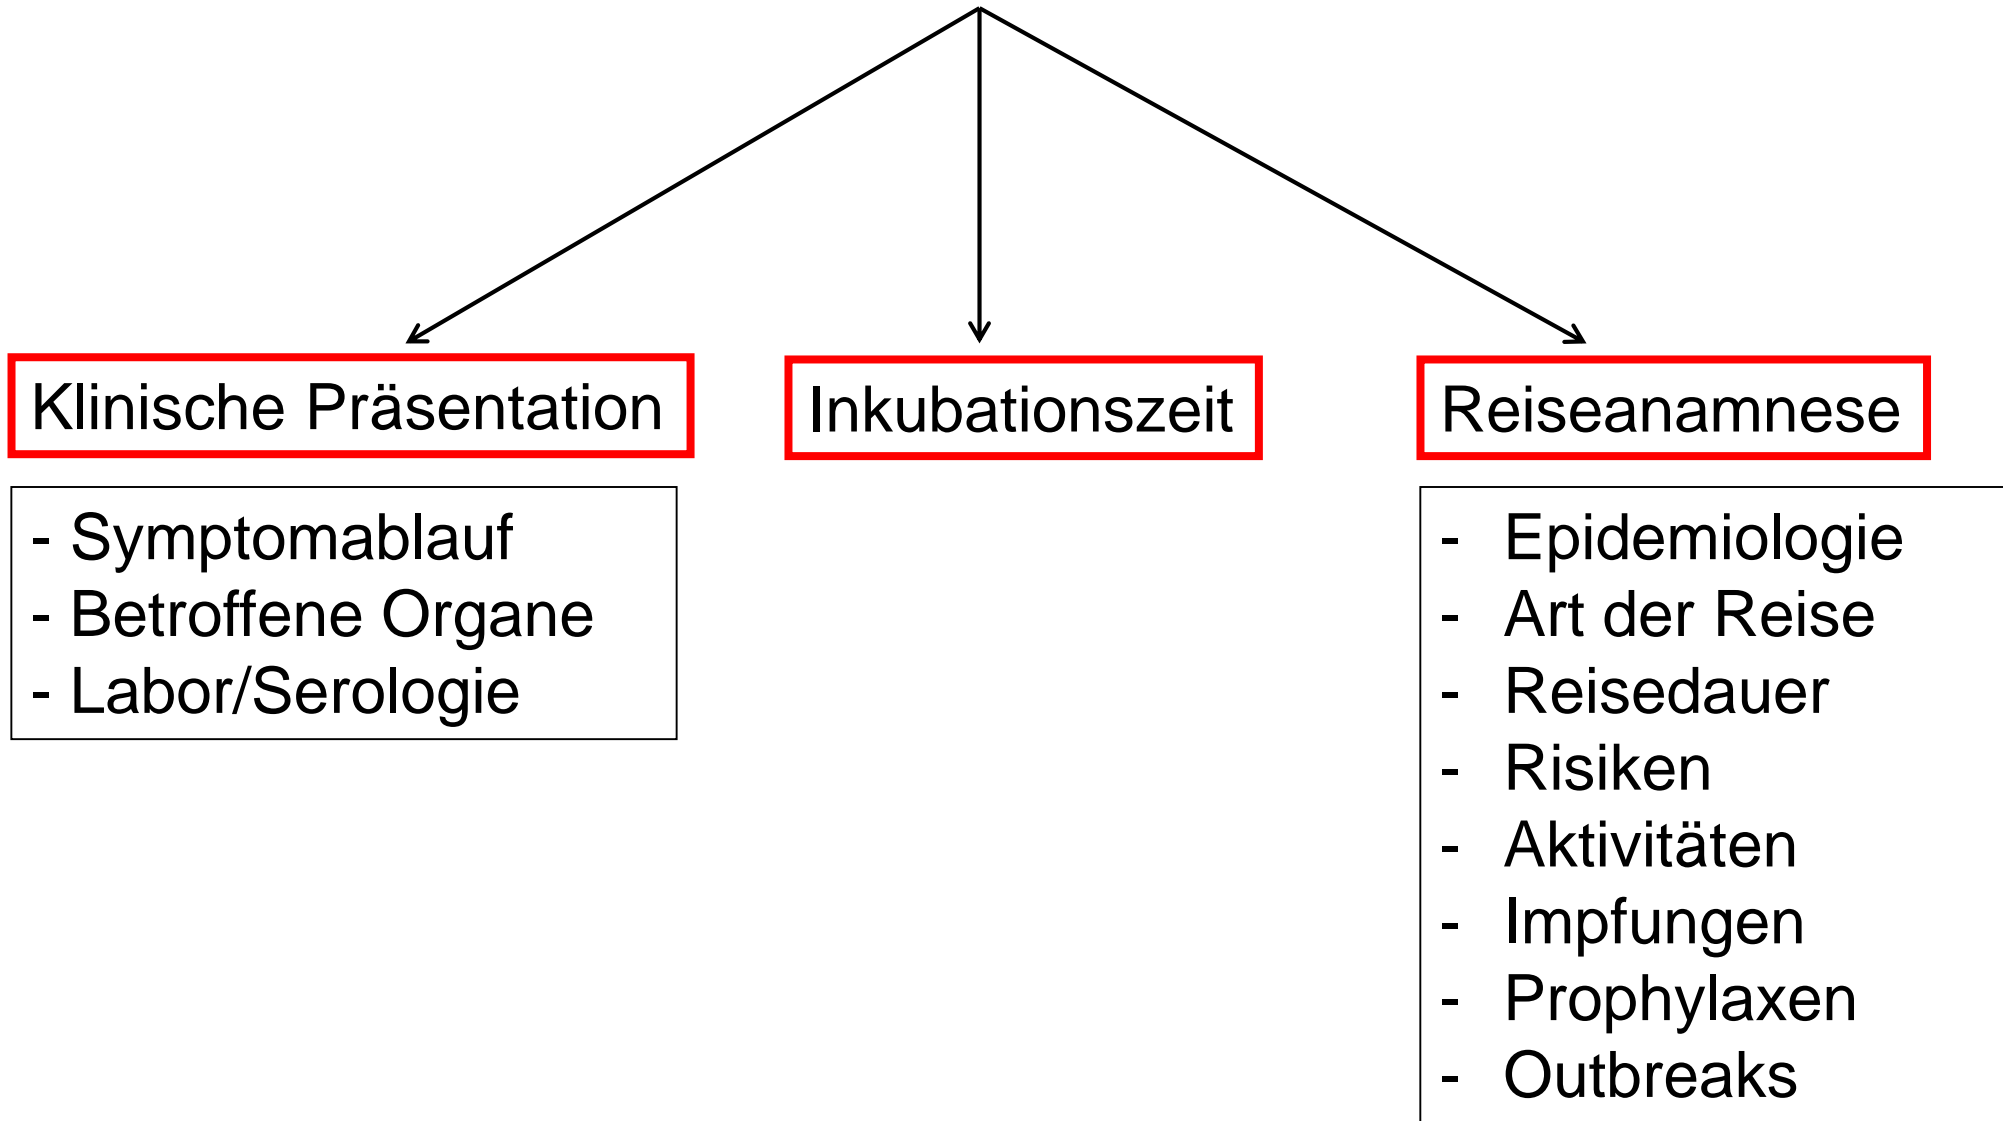 Klinische Präsentation
- Symptomablauf
- Betroffene Organe
- Labor/Serologie
Inkubationszeit
Reiseanamnese
- Epidemiologie
- Art der Reise
- Reisedauer
- Risiken
- Aktivitäten
- Impfungen
- Prophylaxen
- Outbreaks